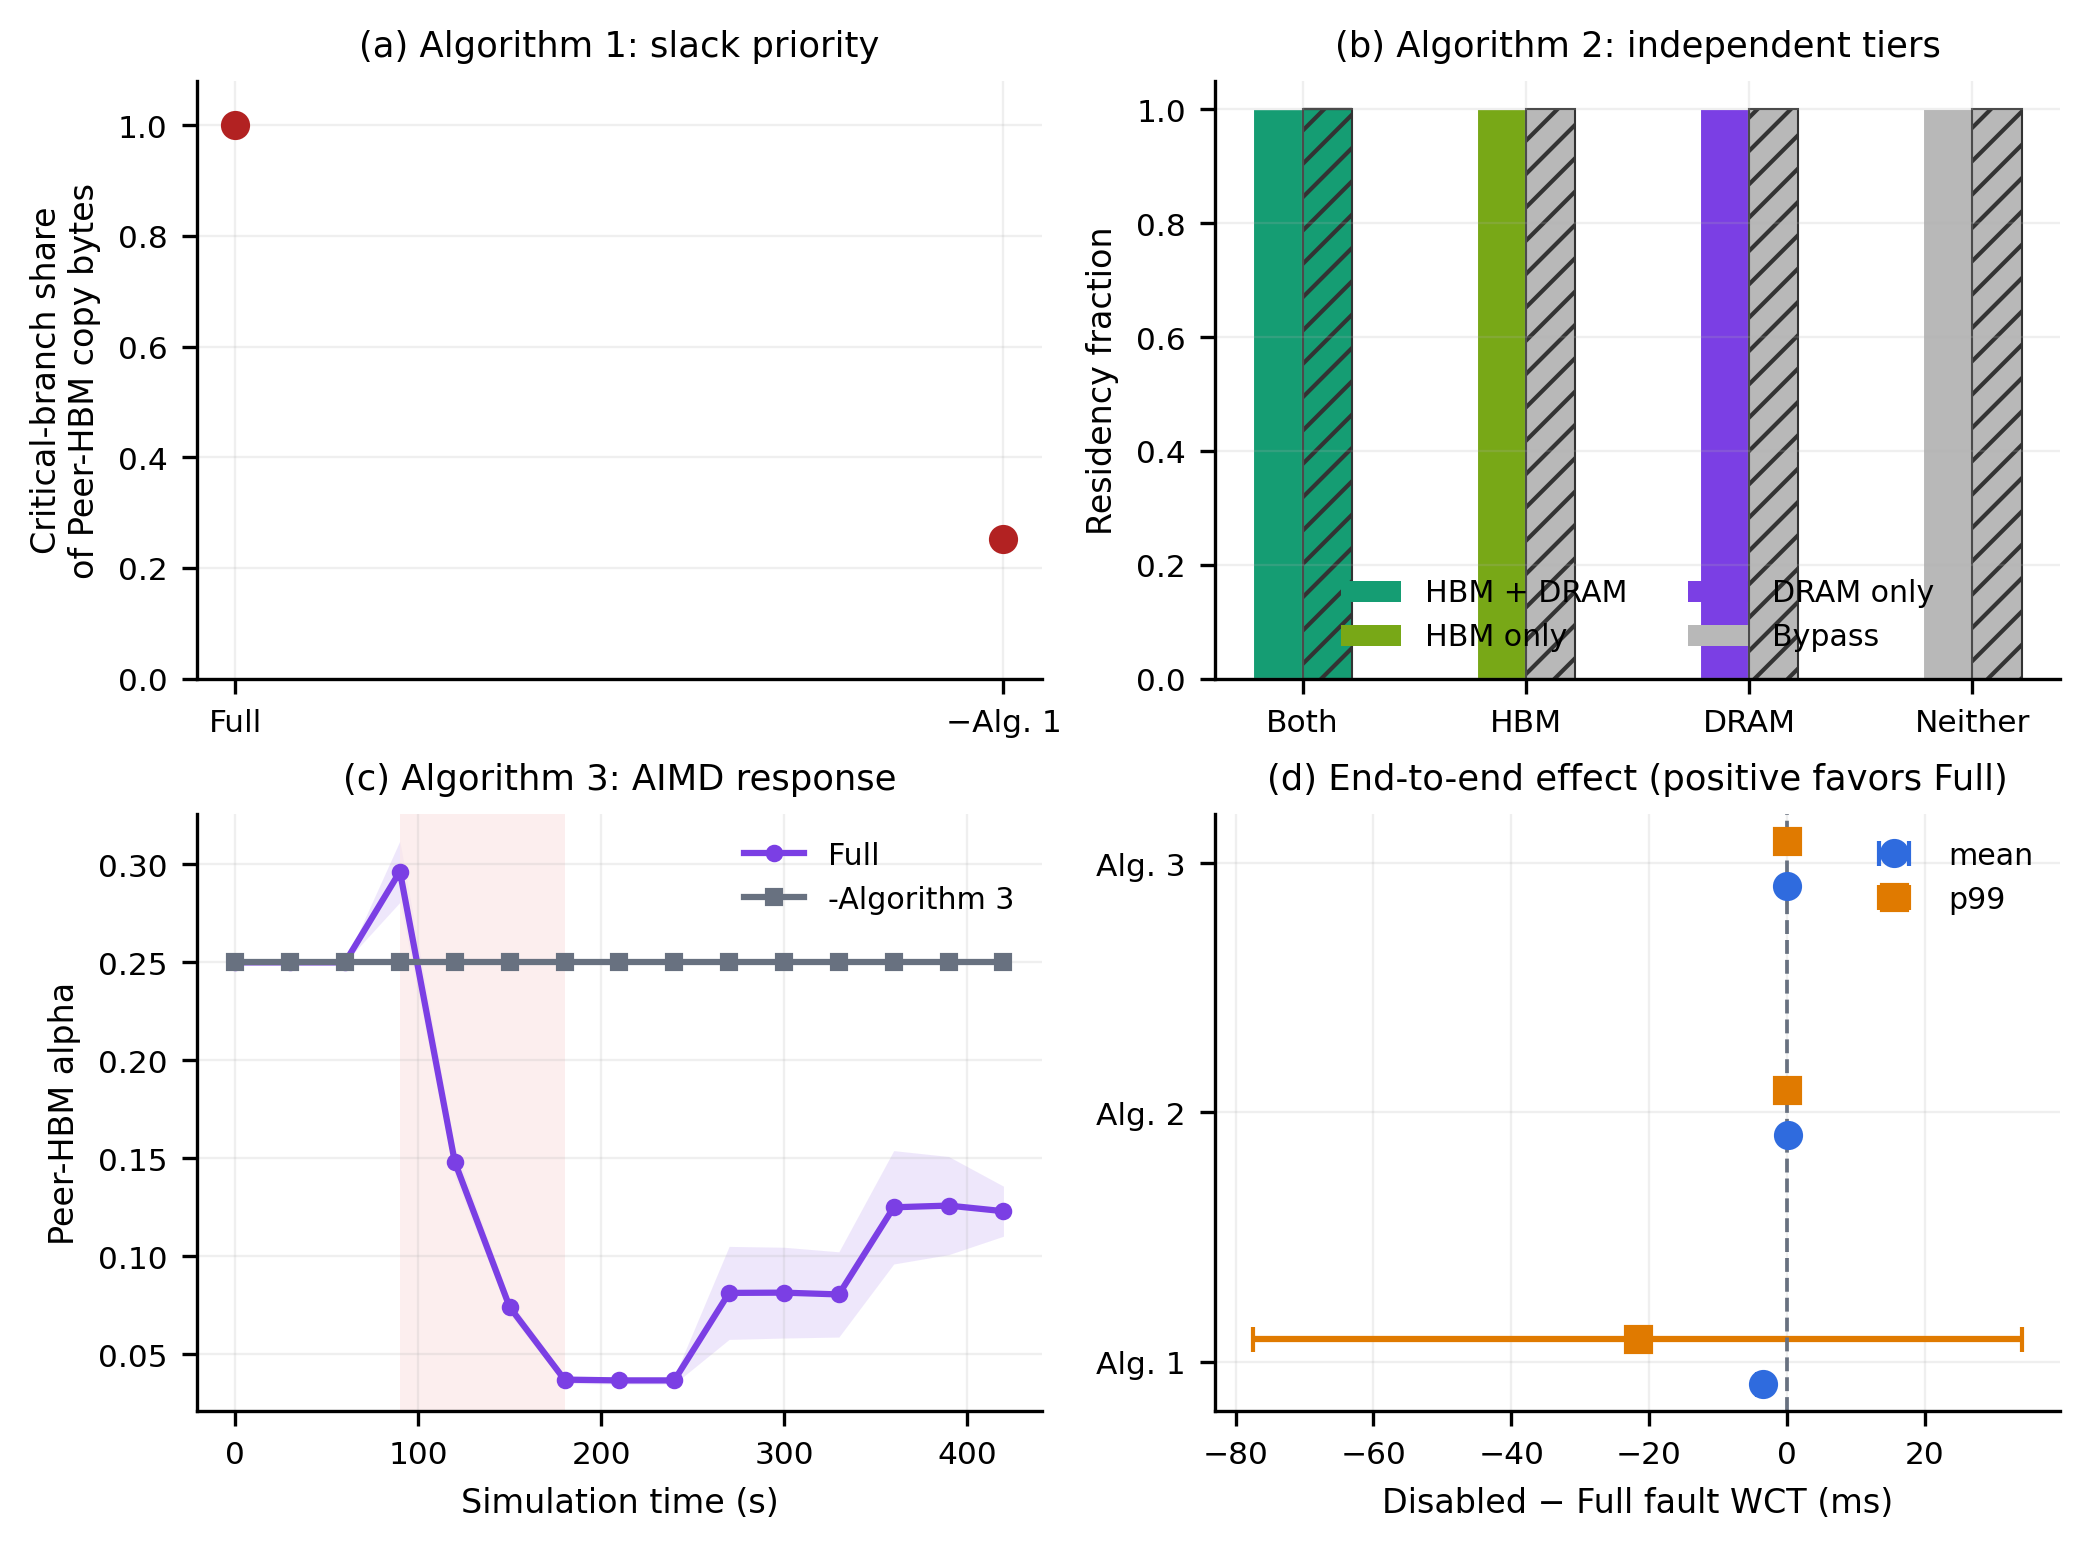 (a) Algorithm 1: slack priority
Critical-branch share
of Peer-HBM copy bytes
1.0
0.8
0.6
0.4
0.2
0.0
Full
−Alg. 1
(b) Algorithm 2: independent tiers
Residency fraction
1.0
0.8
0.6
0.4
0.2
0.0
HBM + DRAM
HBM only
DRAM only
Bypass
Both
HBM
DRAM
Neither
(c) Algorithm 3: AIMD response
Peer-HBM alpha
0.30
0.25
0.20
0.15
0.10
0.05
Full
-Algorithm 3
0
100
200
300
400
Simulation time (s)
(d) End-to-end effect (positive favors Full)
Alg. 3
Alg. 2
Alg. 1
mean
p99
−80
−60
−40
−20
0
20
Disabled − Full fault WCT (ms)